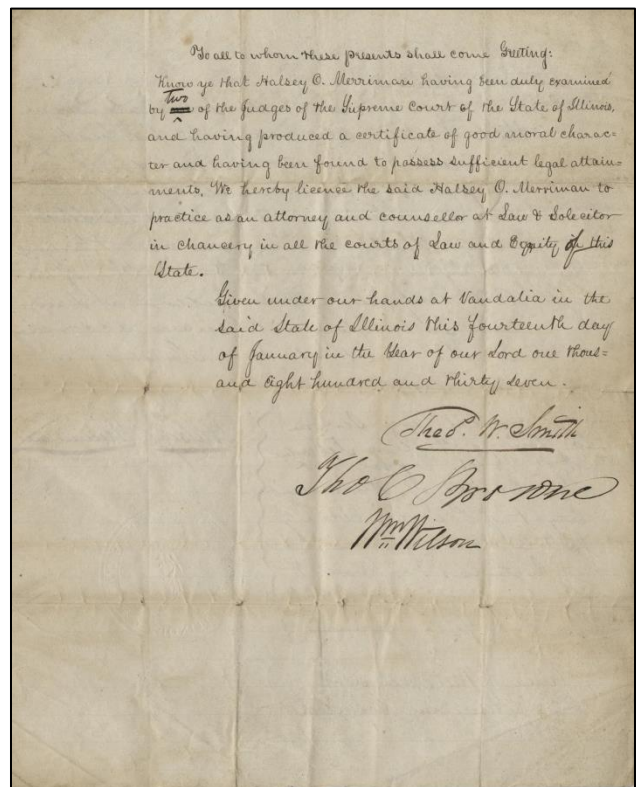 To all to whom these presents shall come Greeting:
Know ye that Halsey O. Merriman having been duly examined
two
by of the Judges of the Supreme Court of the State of Illinois,
and having produced a certificate of good moral charac-
ter and having been found to possess sufficient legal attain-
ments, We hereby licence the said Halsey O. Merriman to
practice as an attorney and counsellor at Law & Solicitor
in chancery in all the courts of Law and Equity of this
State.
Given under our hands at Vandalia in the
said State of Illinois this fourteenth day
of January in the Year of our Lord one thous=
and eight hundred and thirty seven.
Theo. W. Smith
Tho C Browne
Wm Wilson